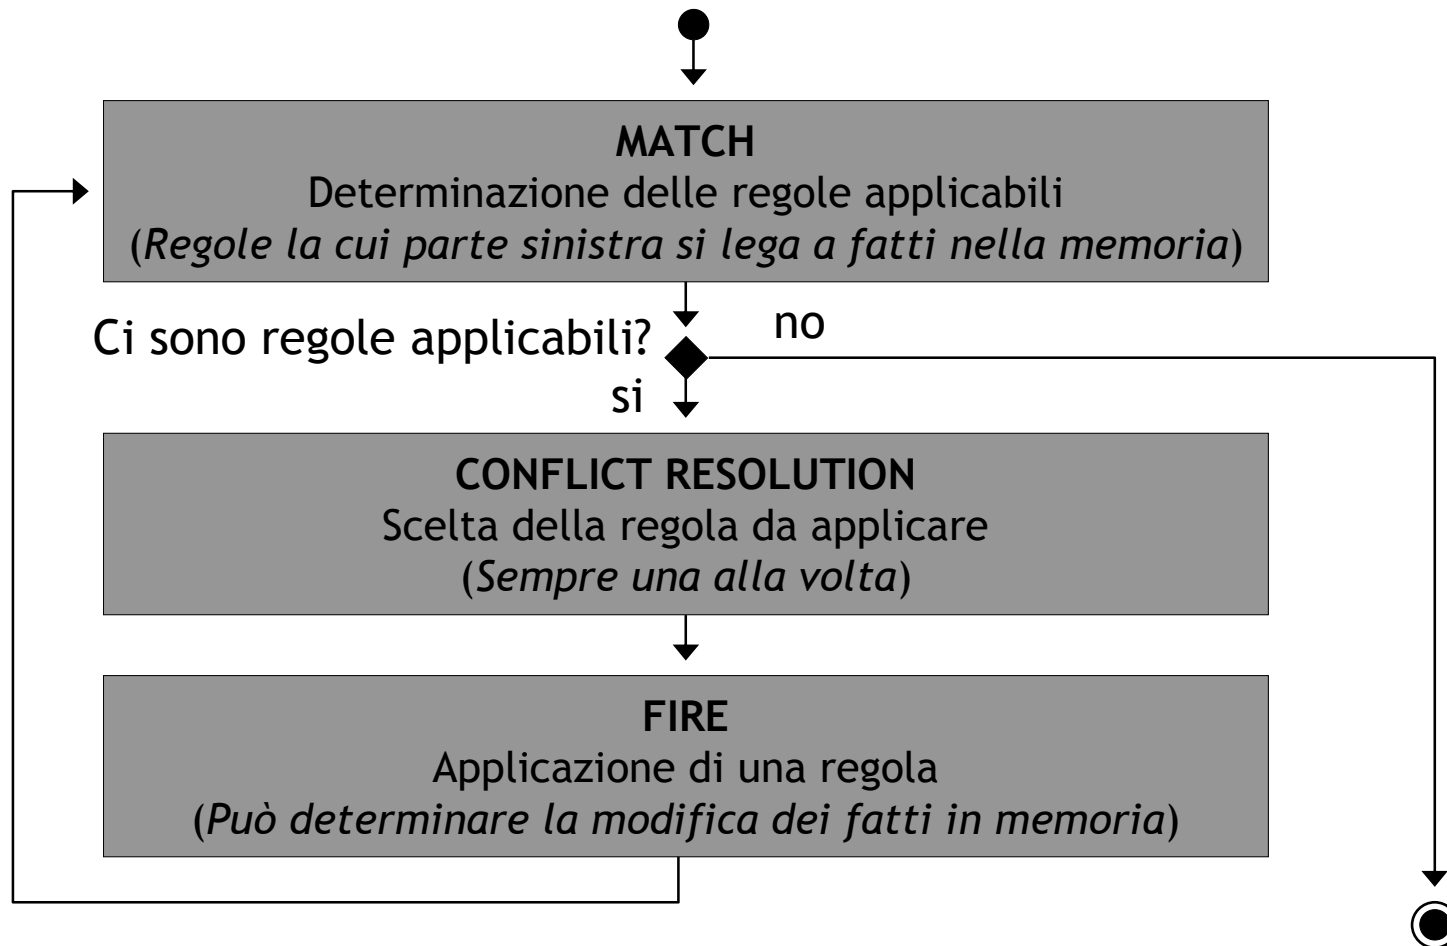 MATCH
Determinazione delle regole applicabili
(Regole la cui parte sinistra si lega a fatti nella memoria)
Ci sono regole applicabili?
no
si
CONFLICT RESOLUTION
Scelta della regola da applicare
(Sempre una alla volta)
FIRE
Applicazione di una regola
(Può determinare la modifica dei fatti in memoria)